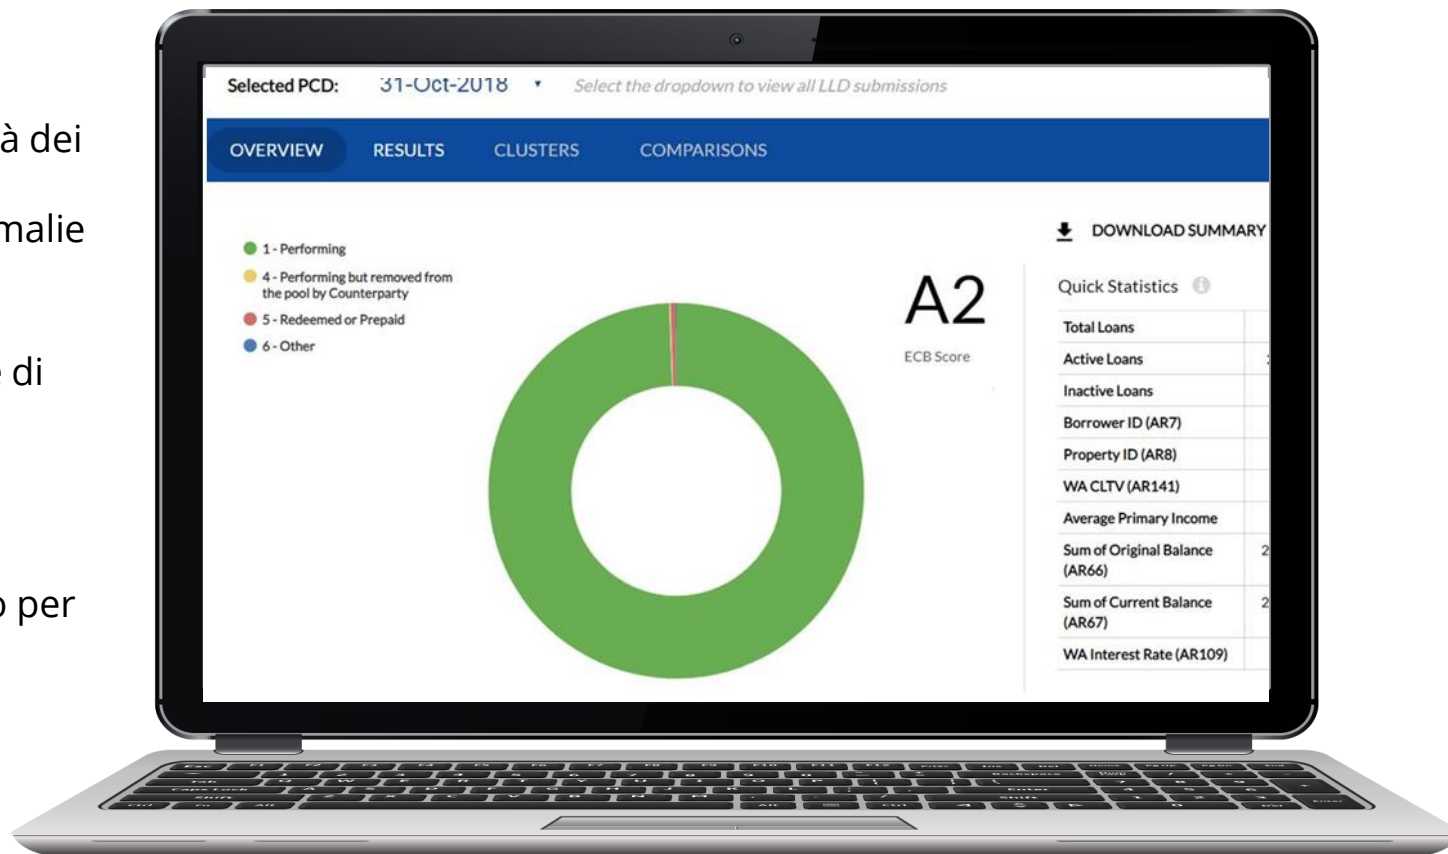 à dei
malie
e di
o per
Selected PCD: 31-Oct-2018 Select the dropdown to view all LLD submissions
OVERVIEW RESULTS CLUSTERS COMPARISONS
1 - Performing
4 - Performing but removed from
the pool by Counterparty
5 - Redeemed or Prepaid
6 - Other
A2
ECB Score
DOWNLOAD SUMMARY
Quick Statistics
Total Loans
Active Loans
Inactive Loans
Borrower ID (AR7)
Property ID (AR8)
WA CLTV (AR141)
Average Primary Income
Sum of Original Balance 2
(AR66)
Sum of Current Balance 2
(AR67)
WA Interest Rate (AR109)